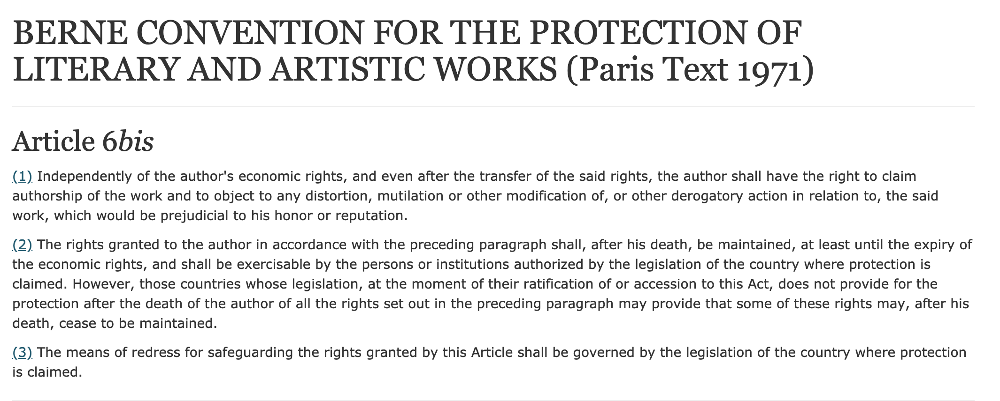 BERNE CONVENTION FOR THE PROTECTION OF
LITERARY AND ARTISTIC WORKS (Paris Text 1971)
Article 6bis
(1) Independently of the author's economic rights, and even after the transfer of the said rights, the author shall have the right to claim
authorship of the work and to object to any distortion, mutilation or other modification of, or other derogatory action in relation to, the said
work, which would be prejudicial to his honor or reputation.
(2) The rights granted to the author in accordance with the preceding paragraph shall, after his death, be maintained, at least until the expiry of
the economic rights, and shall be exercisable by the persons or institutions authorized by the legislation of the country where protection is
claimed. However, those countries whose legislation, at the moment of their ratification of or accession to this Act, does not provide for the
protection after the death of the author of all the rights set out in the preceding paragraph may provide that some of these rights may, after his
death, cease to be maintained.
(3) The means of redress for safeguarding the rights granted by this Article shall be governed by the legislation of the country where protection
is claimed.